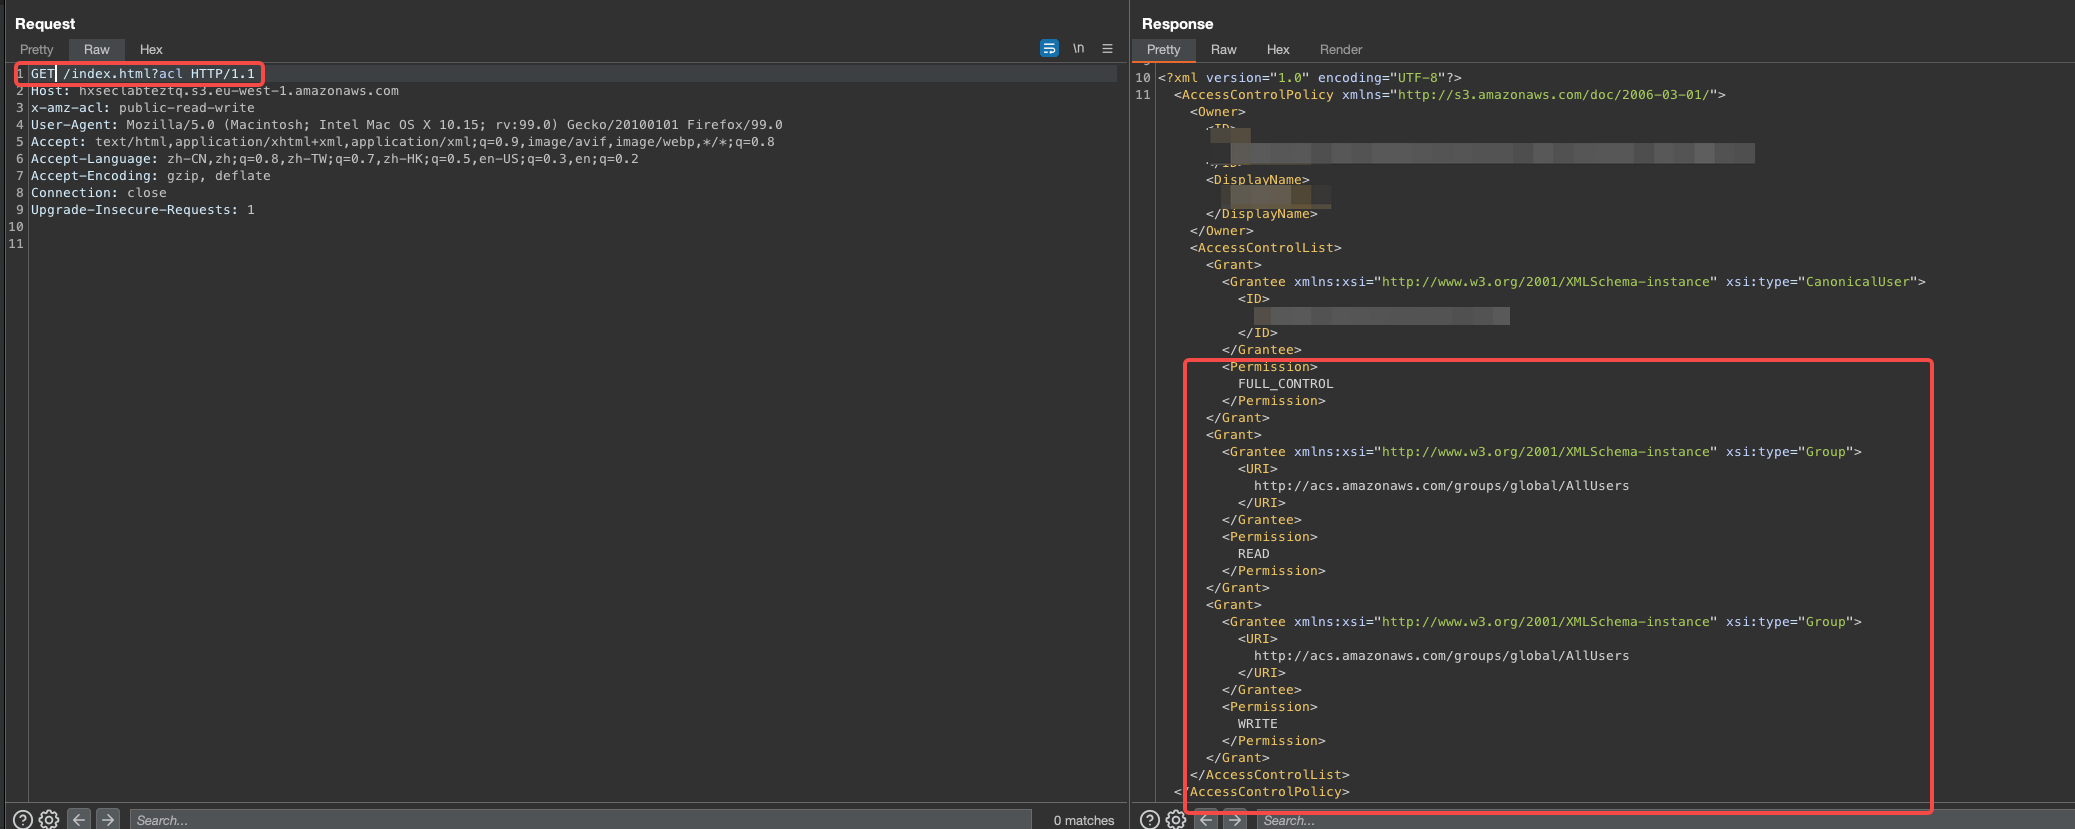 Request
Pretty Raw Hex
\n
1 GET /index.html?acl HTTP/1.1
2 Host: hxseclabteztq.s3.eu-west-1.amazonaws.com
3 x-amz-acl: public-read-write
4 User-Agent: Mozilla/5.0 (Macintosh; Intel Mac OS X 10.15; rv:99.0) Gecko/20100101 Firefox/99.0
5 Accept: text/html,application/xhtml+xml,application/xml;q=0.9,image/avif,image/webp,*/*;q=0.8
6 Accept-Language: zh-CN,zh;q=0.8,zh-TW;q=0.7,zh-HK;q=0.5,en-US;q=0.3,en;q=0.2
7 Accept-Encoding: gzip, deflate
8 Connection: close
9 Upgrade-Insecure-Requests: 1
10
11
Search...
0 matches
Response
Pretty Raw Hex Render
10 <?xml version="1.0" encoding="UTF-8"?>
11 <AccessControlPolicy xmlns="http://s3.amazonaws.com/doc/2006-03-01/">
<Owner>
<ID>
</ID>
<DisplayName>
</DisplayName>
</Owner>
<AccessControlList>
<Grant>
<Grantee xmlns:xsi="http://www.w3.org/2001/XMLSchema-instance" xsi:type="CanonicalUser">
<ID>
</ID>
</Grantee>
<Permission>
FULL_CONTROL
</Permission>
</Grant>
<Grant>
<Grantee xmlns:xsi="http://www.w3.org/2001/XMLSchema-instance" xsi:type="Group">
<URI>
http://acs.amazonaws.com/groups/global/AllUsers
</URI>
</Grantee>
<Permission>
READ
</Permission>
</Grant>
<Grant>
<Grantee xmlns:xsi="http://www.w3.org/2001/XMLSchema-instance" xsi:type="Group">
<URI>
http://acs.amazonaws.com/groups/global/AllUsers
</URI>
</Grantee>
<Permission>
WRITE
</Permission>
</Grant>
</AccessControlList>
</AccessControlPolicy>
Search...